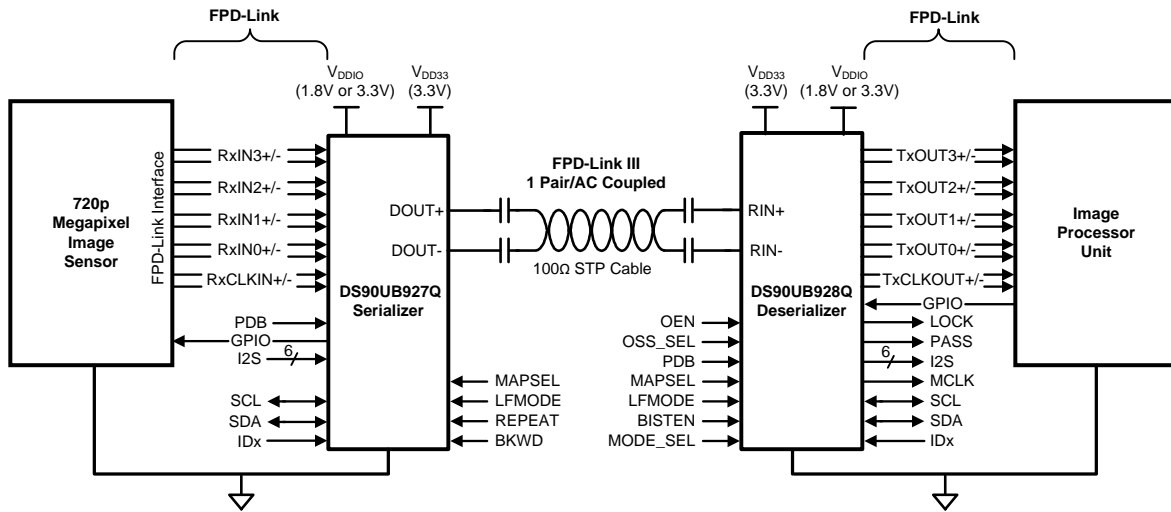 FPD-Link
FPD-Link
VDDIO
(1.8V or 3.3V)
VDD33
(3.3V)
VDD33
(3.3V)
VDDIO
(1.8V or 3.3V)
720p
Megapixel
Image
Sensor
FPD-Link Interface
RxIN3+/-
RxIN2+/-
RxIN1+/-
RxIN0+/-
RxCLKIN+/-
PDB
GPIO
I2S
6
SCL
SDA
IDx
DOUT+
DOUT-
DS90UB927Q
Serializer
MAPSEL
LFMODE
REPEAT
BKWD
FPD-Link III
1 Pair/AC Coupled
100Ω STP Cable
RIN+
RIN-
DS90UB928Q
Deserializer
OEN
OSS_SEL
PDB
MAPSEL
LFMODE
BISTEN
MODE_SEL
TxOUT3+/-
TxOUT2+/-
TxOUT1+/-
TxOUT0+/-
TxCLKOUT+/-
GPIO
LOCK
PASS
6
I2S
MCLK
SCL
SDA
IDx
Image
Processor
Unit